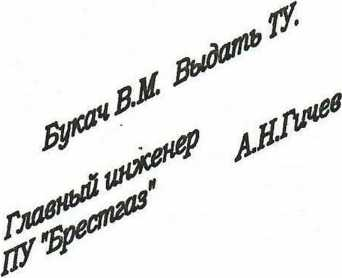 Букач В.М. Выдать ТУ.
Главный инженер А.Н.Гичев
ПУ "Брестгаз"